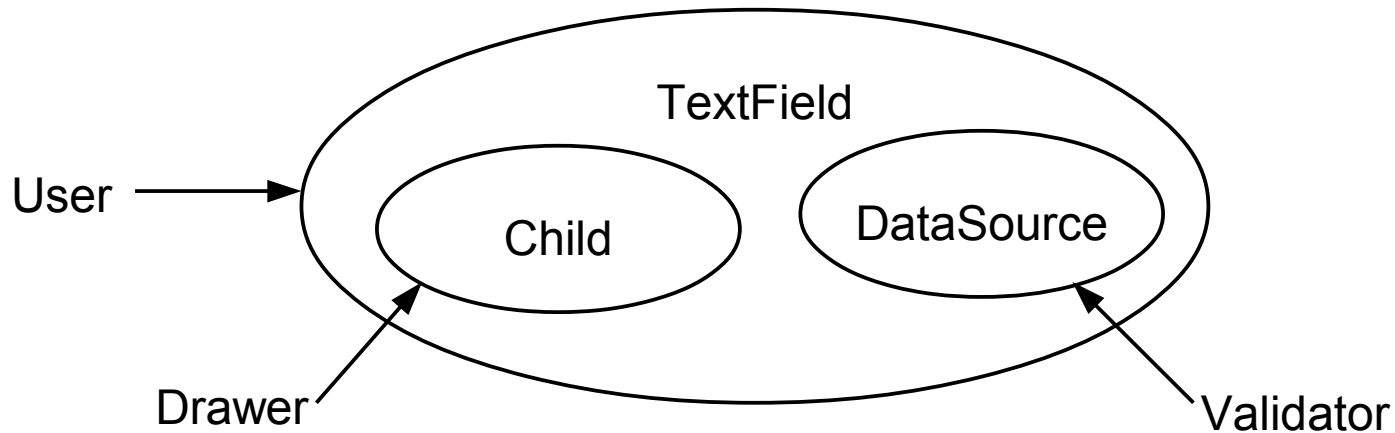 TextField
User
Child
DataSource
Drawer
Validator